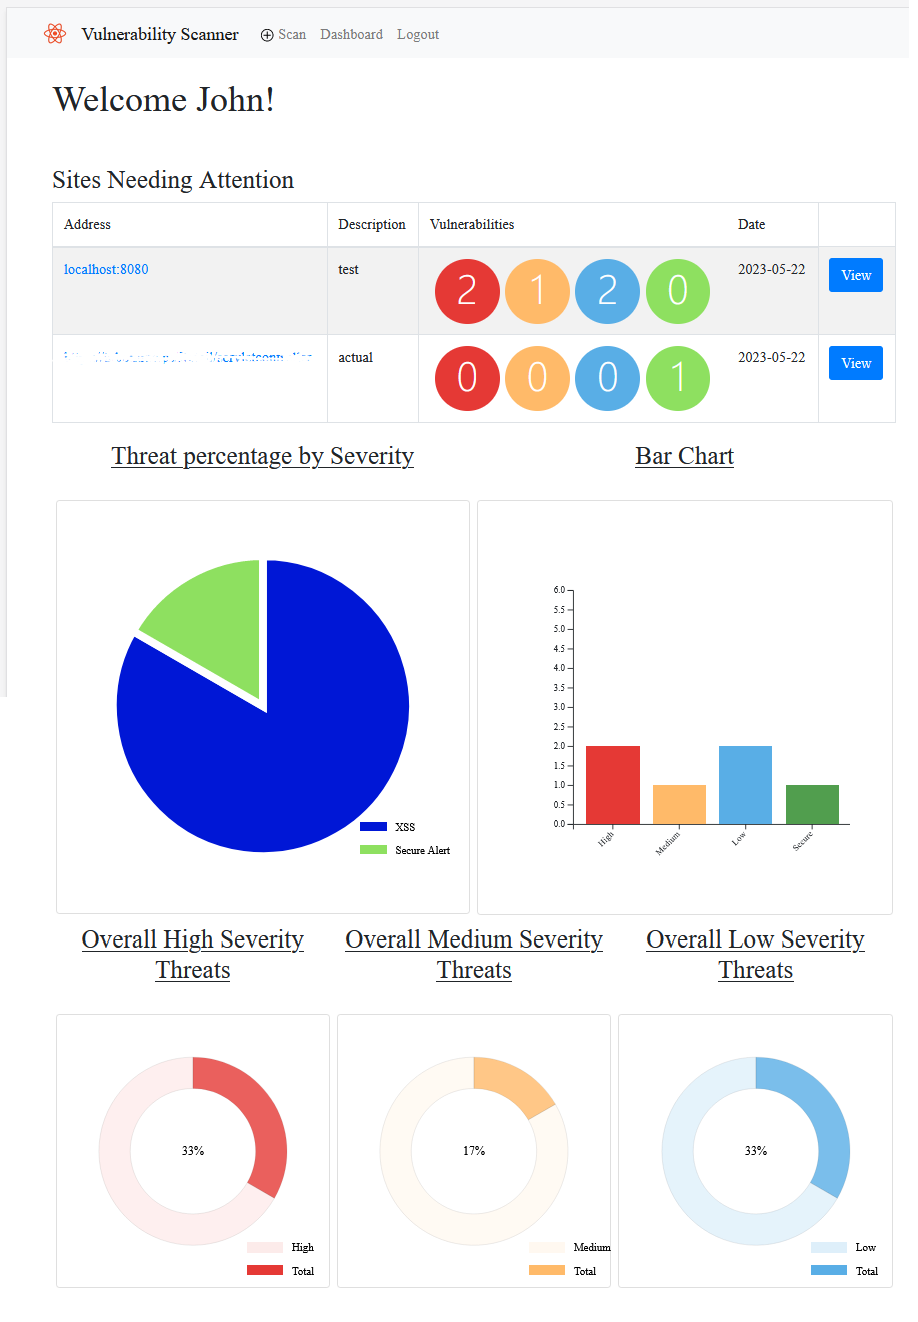 Vulnerability Scanner Scan Dashboard Logout
Welcome John!
Sites Needing Attention
Address Description Vulnerabilities Date
localhost:8080 test 2 1 2 0 2023-05-22 View
actual 0 0 0 1 2023-05-22 View
Threat percentage by Severity
Bar Chart
XSS
Secure Alert
6.0
5.5
5.0
4.5
4.0
3.5
3.0
2.5
2.0
1.5
1.0
0.5
0.0
High Medium Low Secure
Overall High Severity
Threats
Overall Medium Severity
Threats
Overall Low Severity
Threats
33%
High
Total
17%
Medium
Total
33%
Low
Total